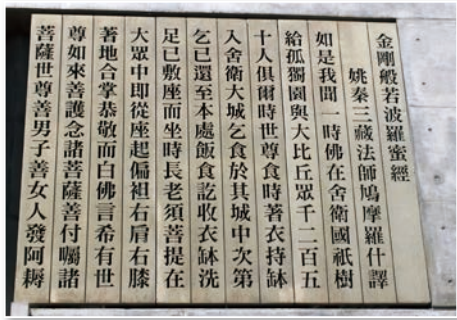 金剛般若波羅蜜經
姚秦三藏法師鳩摩羅什譯
如是我聞一時佛在舍衛國祇樹
給孤獨園與大比丘眾千二百五
十人俱爾時世尊食時著衣持缽
入舍衛大城乞食於其城中次第
乞已還至本處飯食訖收衣缽洗
足已敷座而坐時長老須菩提在
大眾中即從座起偏袒右肩右膝
著地合掌恭敬而白佛言希有世
尊如來善護念諸菩薩善付囑諸
菩薩世尊善男子善女人發阿耨